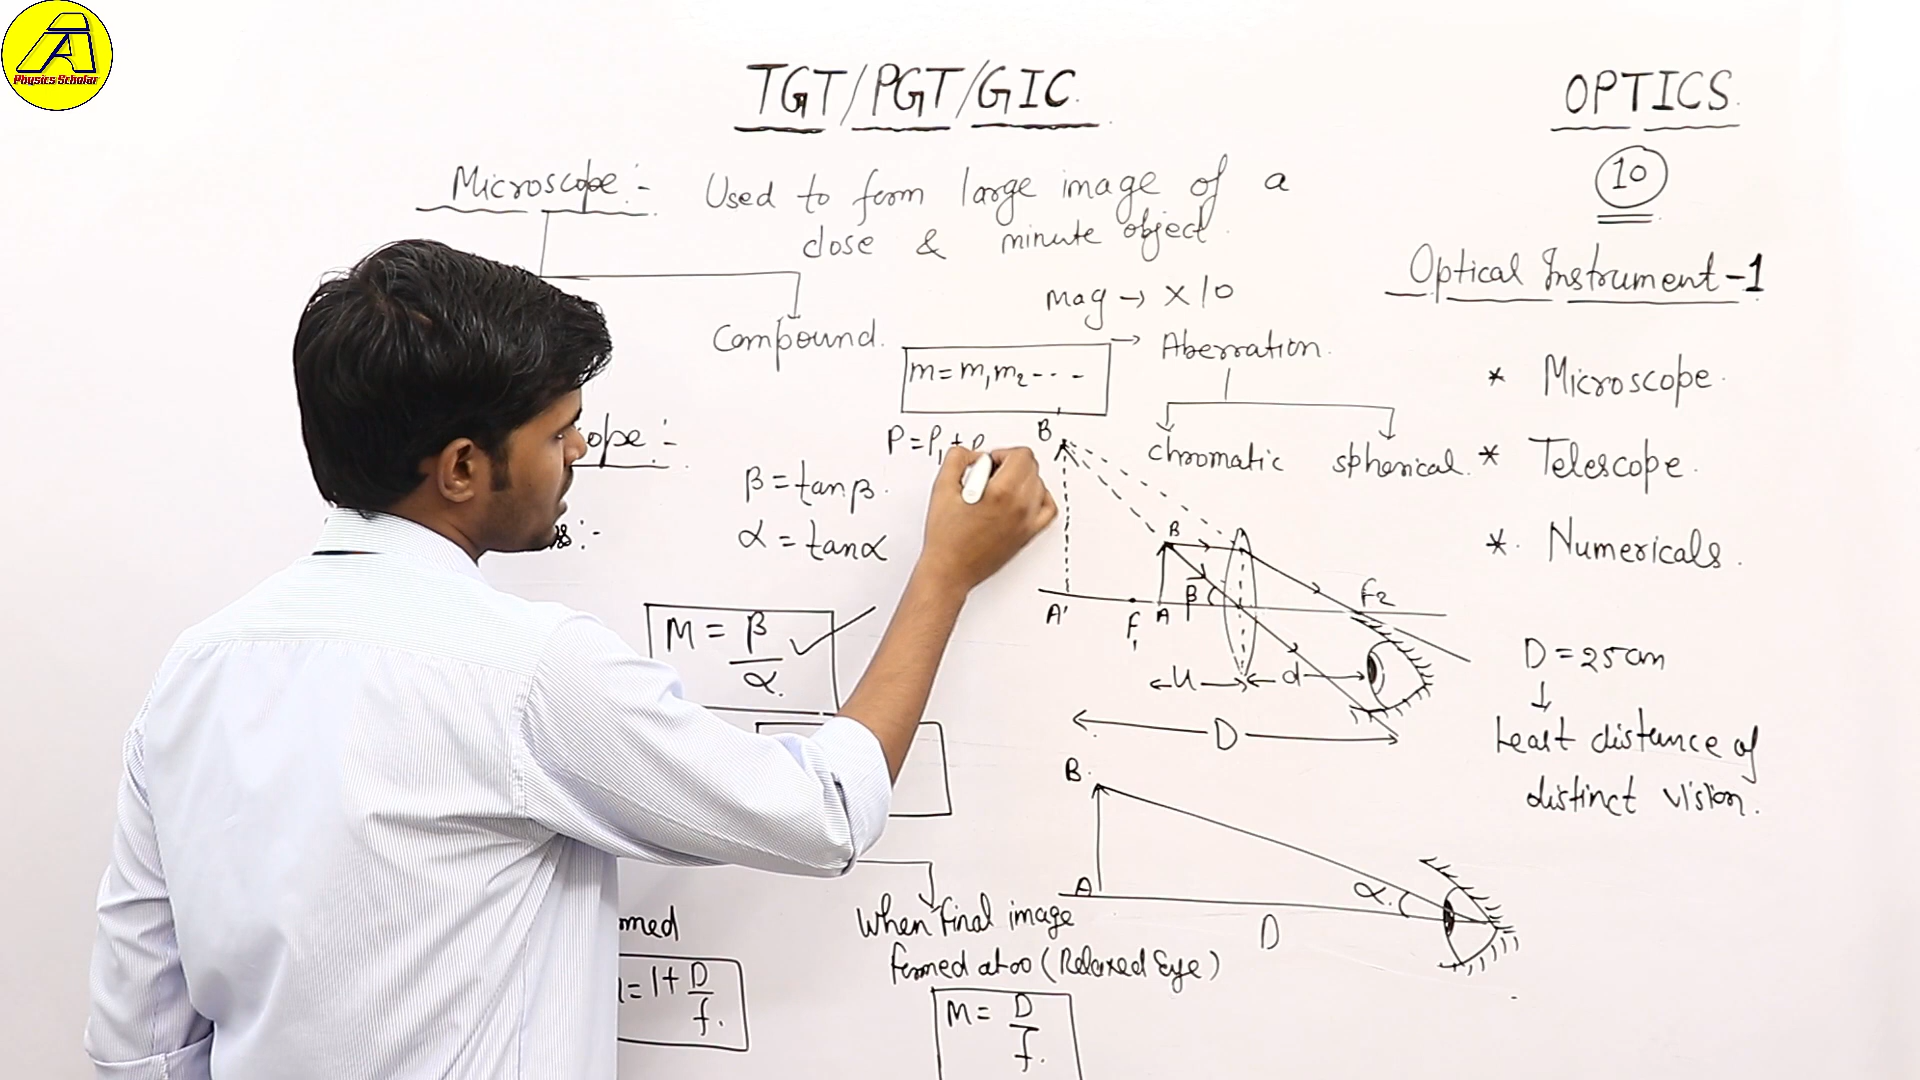 A
Physics Scholar
TGT/PGT/GIC.
OPTICS.
10
Microscope:- Used to form large image of a
close & minute object.
Optical Instrument-1
Mag → X10
Compound.
m=m₁m₂---
→ Aberration.
* Microscope.
ope:-
P=P₁+P
B
chromatic spherical.
* Telescope.
β=tanβ.
α=tanα
B
* Numericals.
M=β/α.
A' F₁ A β F₂
U d
D
D=25cm
↓
Least distance of
distinct vision.
B
A α
D
med
When final image
formed at ∞ (Relaxed Eye)
=1+D/f.
M=D/f.